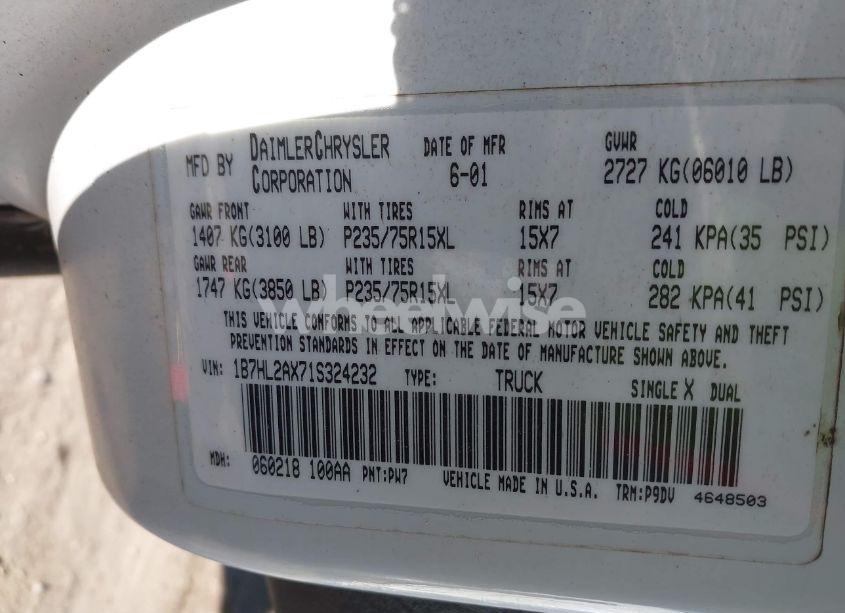 MFD BY DAIMLERCHRYSLER CORPORATION DATE OF MFR 6-01 GVWR 2727 KG(06010 LB)
GAWR FRONT WITH TIRES RIMS AT COLD
1407 KG(3100 LB) P235/75R15XL 15X7 241 KPA(35 PSI)
GAWR REAR WITH TIRES RIMS AT COLD
1747 KG(3850 LB) P235/75R15XL 15X7 282 KPA(41 PSI)
THIS VEHICLE CONFORMS TO ALL APPLICABLE FEDERAL MOTOR VEHICLE SAFETY AND THEFT
PREVENTION STANDARDS IN EFFECT ON THE DATE OF MANUFACTURE SHOWN ABOVE.
VIN: 1B7HL2AX71S324232 TYPE: TRUCK SINGLE X DUAL
MDH: 060218 100AA PNT:PW7 VEHICLE MADE IN U.S.A. TRM:P9DV 4648503
Wheelwise